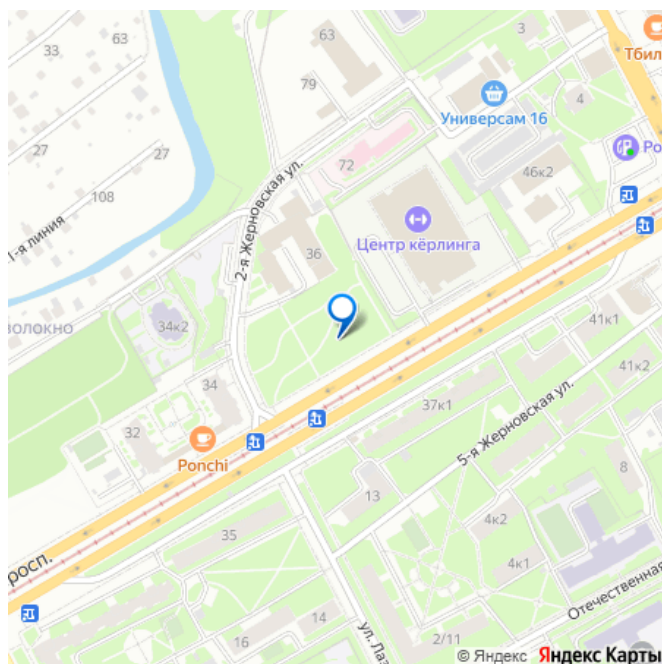 63
33
63
3
Тбил
79
4
Универсам 16
Ро
27
27
72
46к2
108
1-я линия
2-я Жерновская ул.
36
Центр кёрлинга
волокно
34к2
41к1
34
41к2
37к1
5-я Жерновская ул.
32
Ponchi
8
13
4к2
35
4к1
росп.
Отечественная
14
16
2/11
ул. Лаз
© Яндекс Яндекс Карты